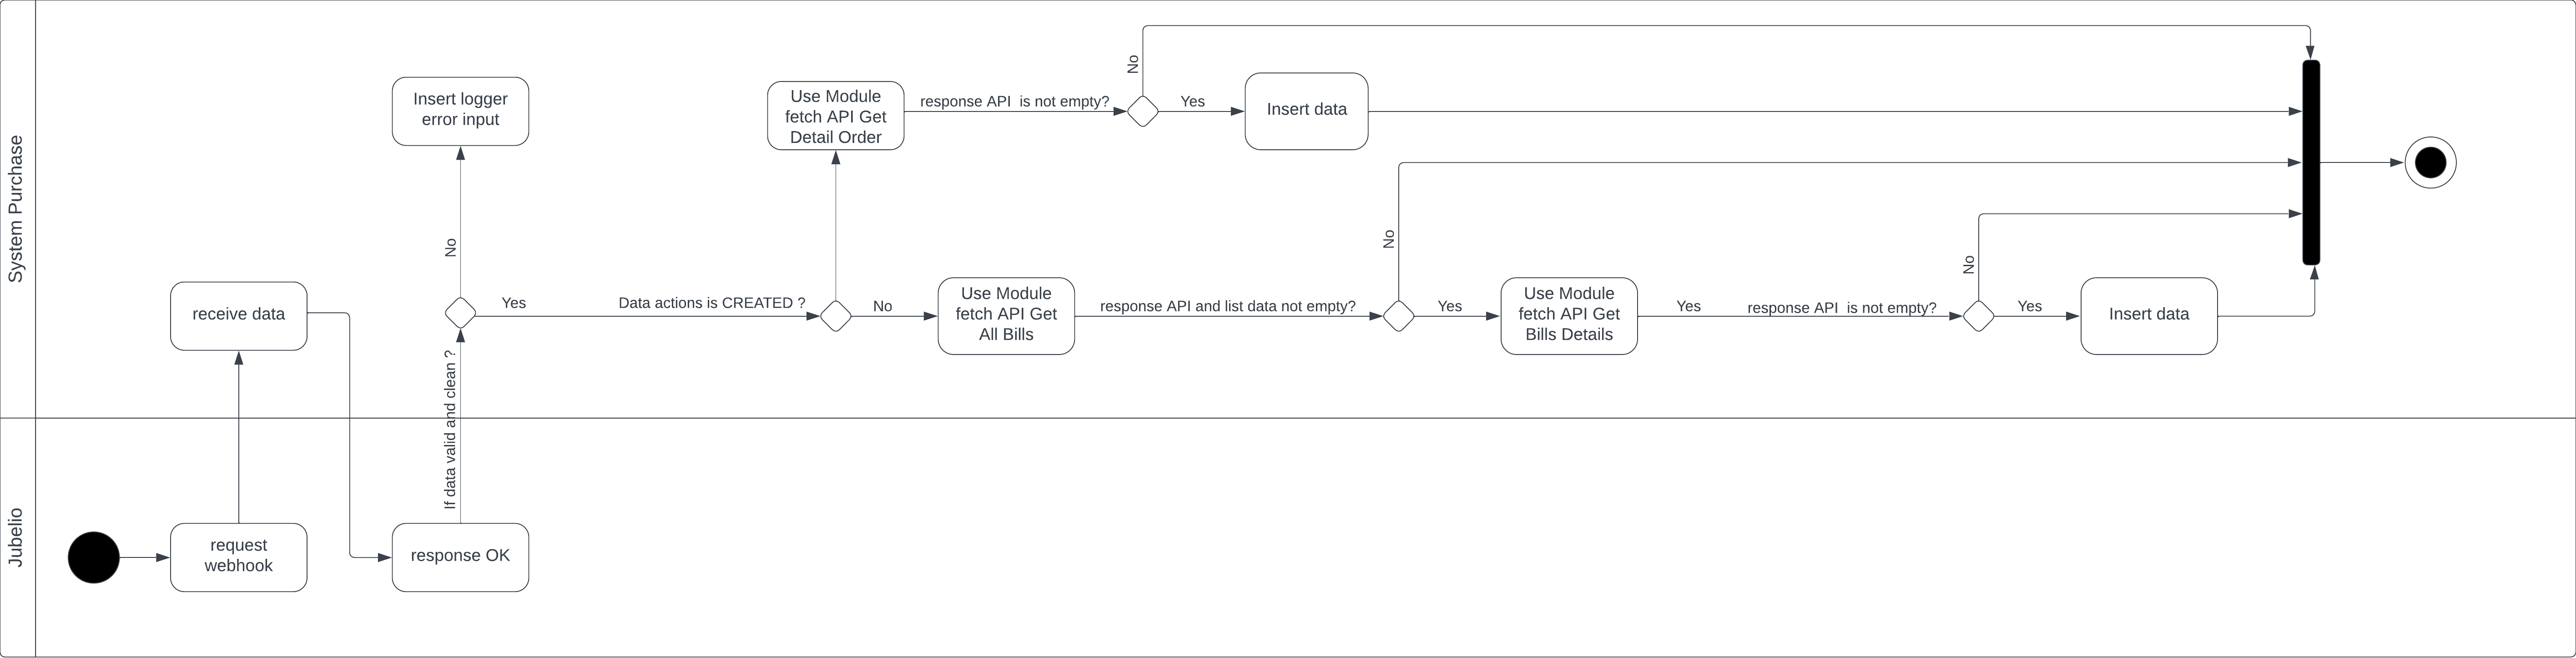 System Purchase
Jubelio
request
webhook
receive data
response OK
If data valid and clean ?
No
Insert logger
error input
Yes
Data actions is CREATED ?
Use Module
fetch API Get
Detail Order
response API  is not empty?
No
Yes
Insert data
No
Use Module
fetch API Get
All Bills
response API and list data not empty?
No
Yes
Use Module
fetch API Get
Bills Details
Yes
response API  is not empty?
No
Yes
Insert data